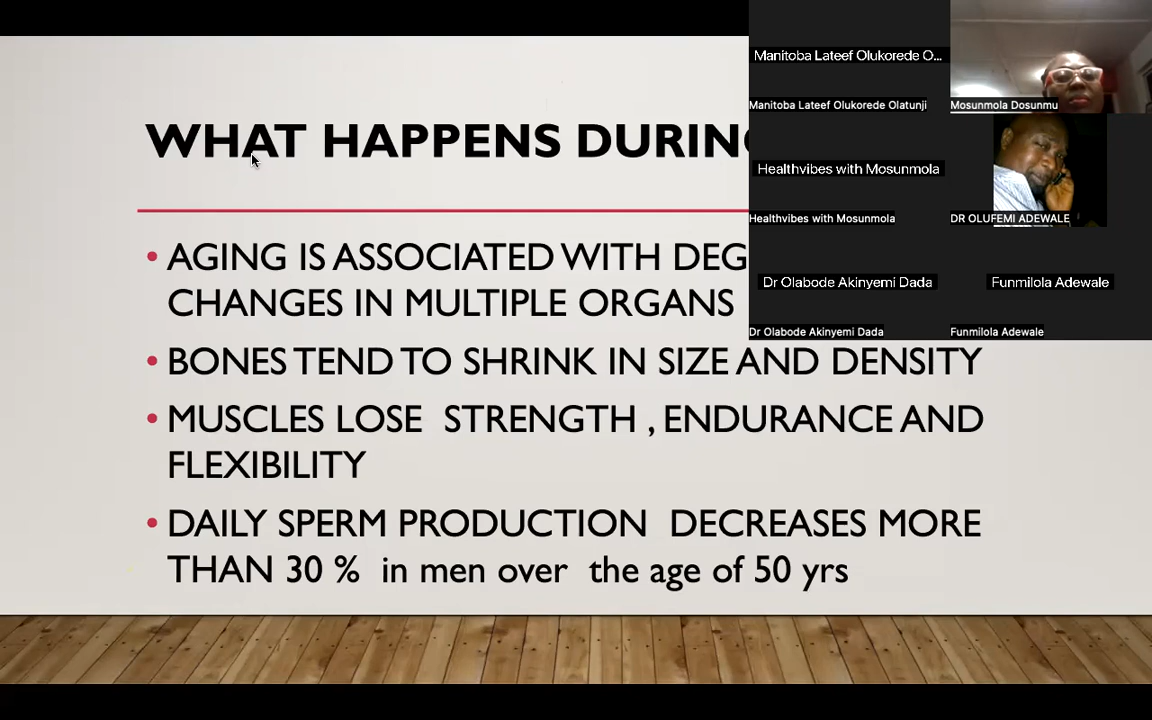 WHAT HAPPENS DURING
AGING IS ASSOCIATED WITH DEG
CHANGES IN MULTIPLE ORGANS
• BONES TEND TO SHRINK IN SIZE AND DENSITY
• MUSCLES LOSE STRENGTH , ENDURANCE AND
FLEXIBILITY
• DAILY SPERM PRODUCTION DECREASES MORE
THAN 30 % in men over the age of 50 yrs
Manitoba Lateef Olukorede O...
Manitoba Lateef Olukorede Olatunji
Mosunmola Dosunmu
Healthvibes with Mosunmola
Healthvibes with Mosunmola
DR OLUFEMI ADEWALE
Dr Olabode Akinyemi Dada
Funmilola Adewale
Dr Olabode Akinyemi Dada
Funmilola Adewale